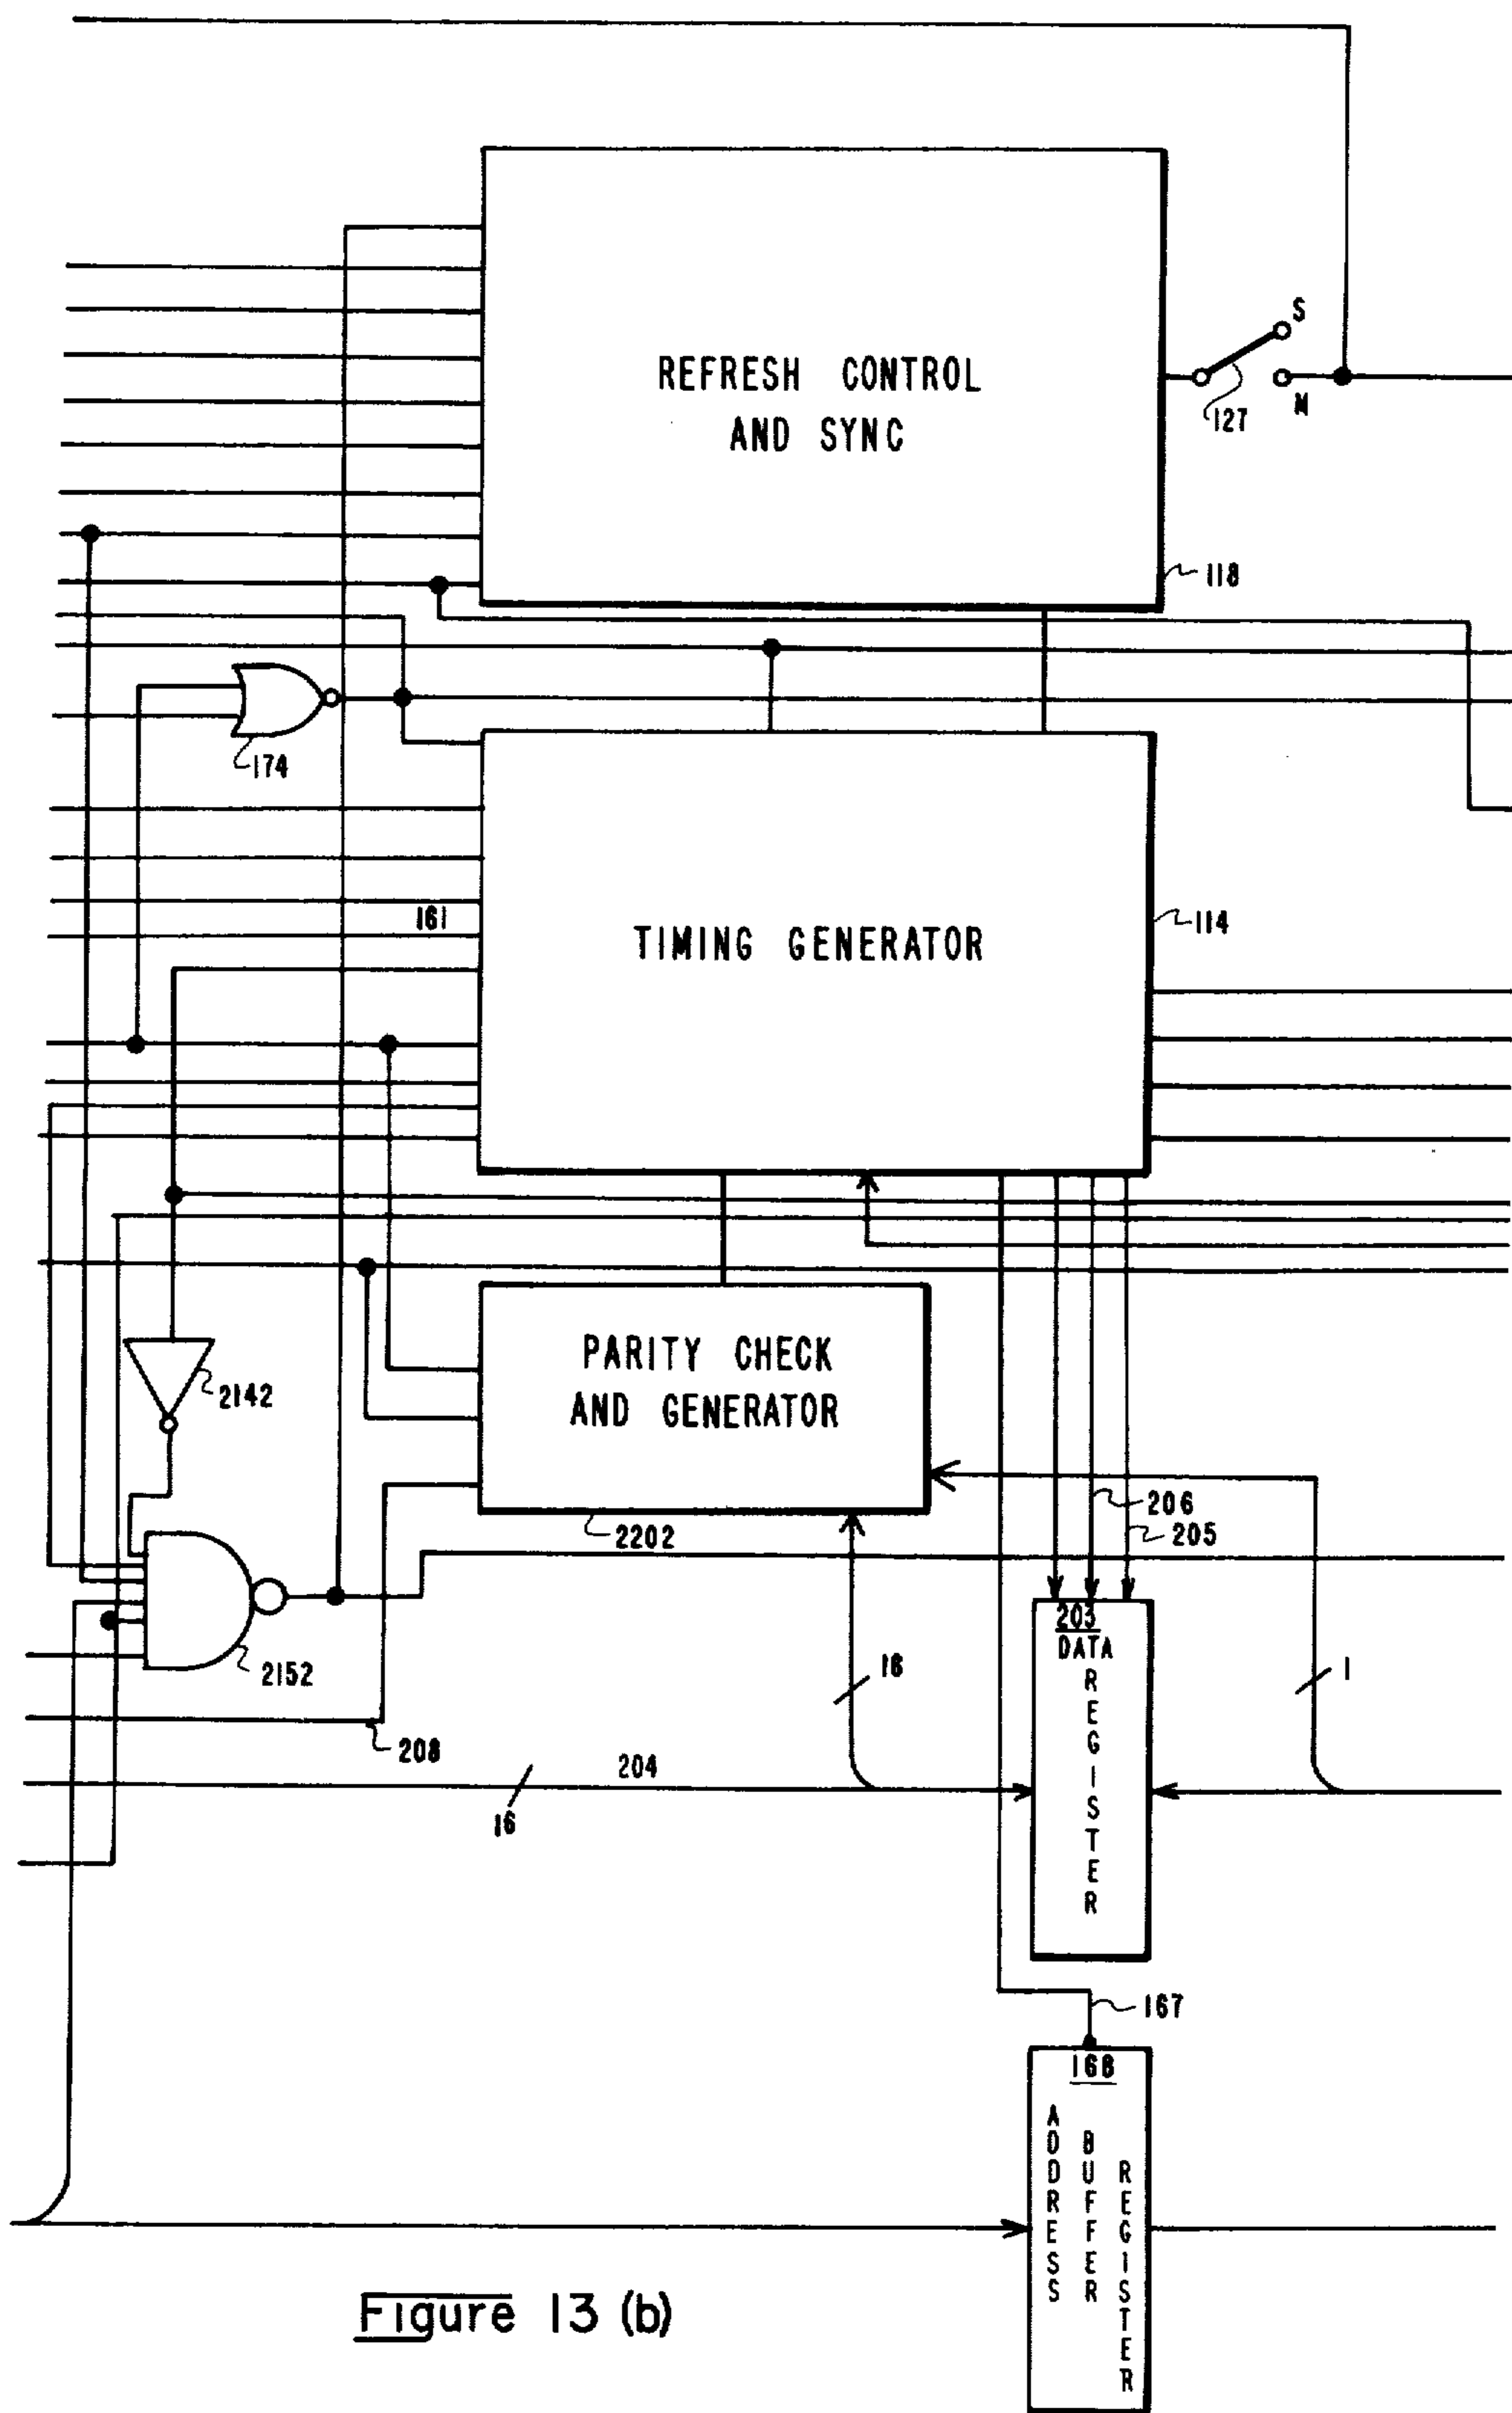 S
REFRESH CONTROL
AND SYNC
127
M
118
174
161
TIMING GENERATOR
114
PARITY CHECK
AND GENERATOR
2142
206
205
2202
203
DATA
REGISTER
2152
16
1
208
204
16
167
168
ADDRESS
BUFFER
REGISTER
Figure 13 (b)